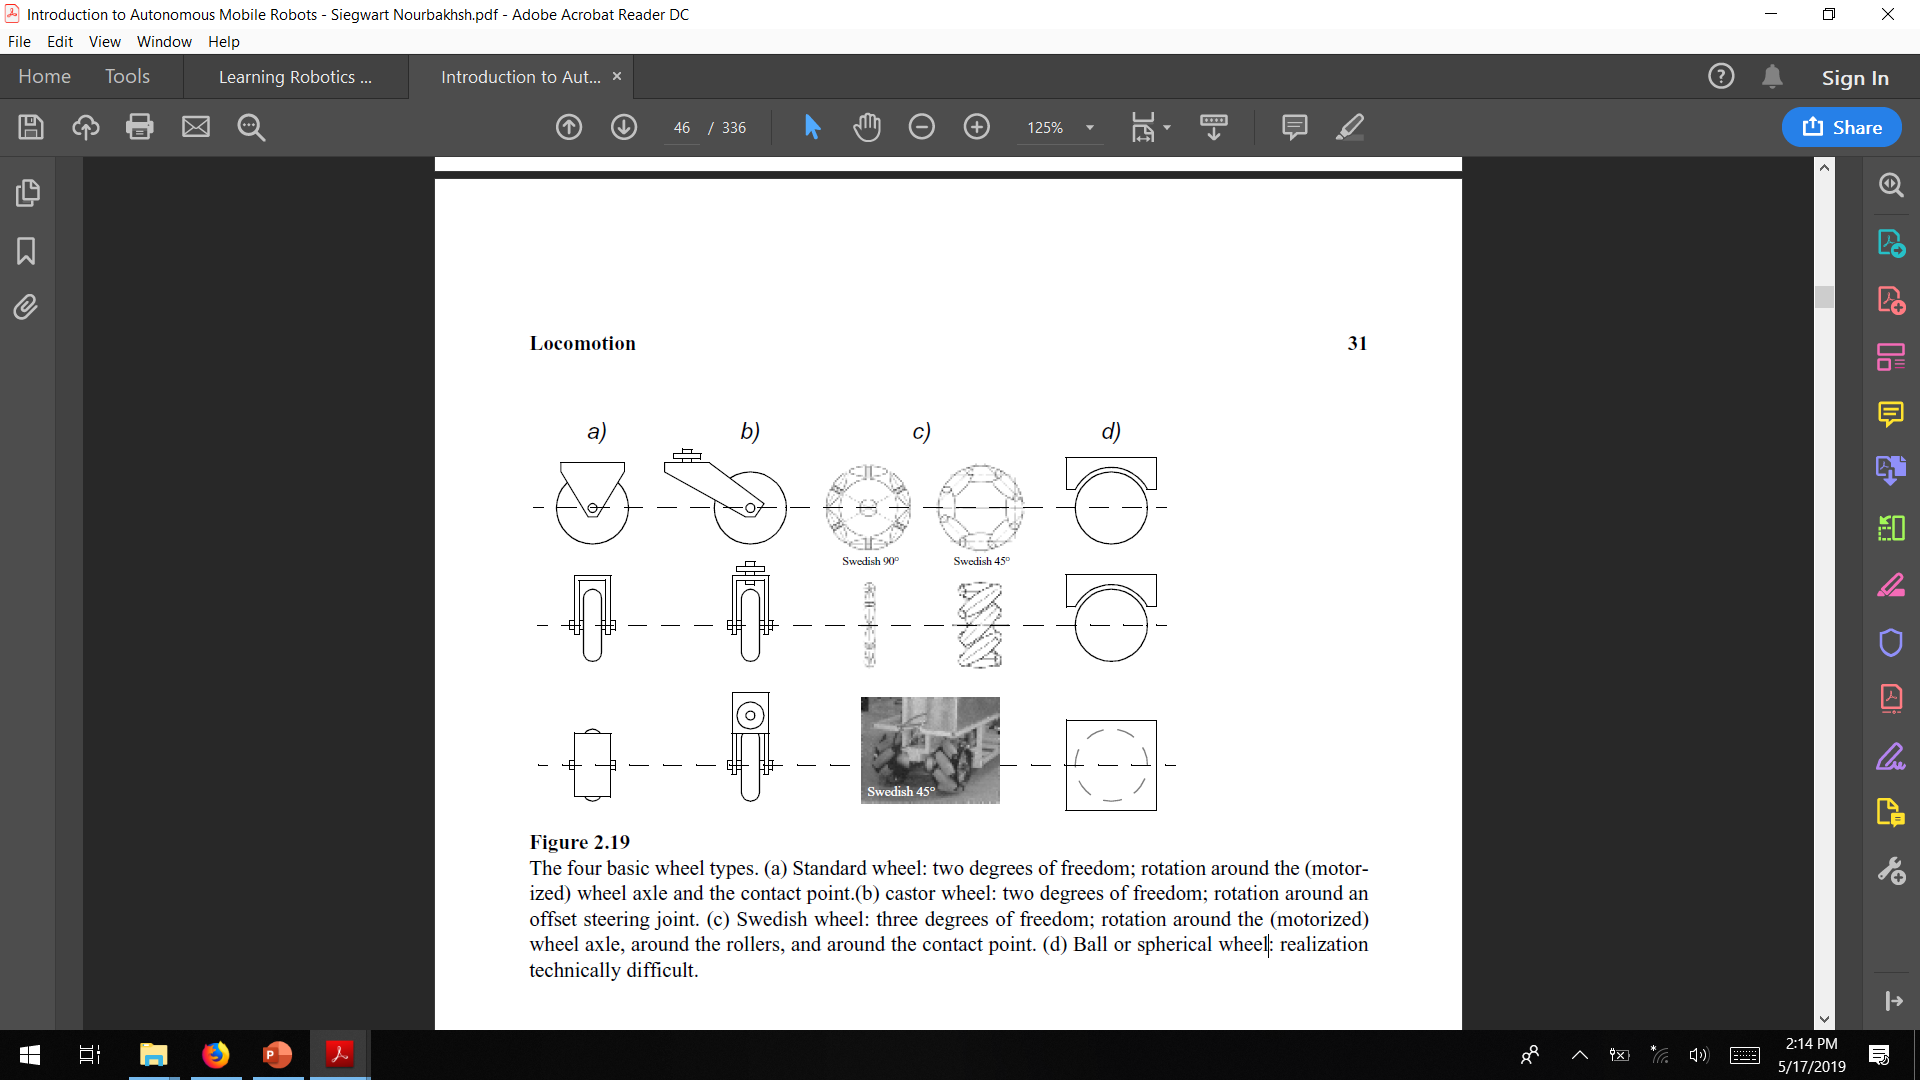 Introduction to Autonomous Mobile Robots - Siegwart Nourbakhsh.pdf - Adobe Acrobat Reader DC
File Edit View Window Help
Home Tools Learning Robotics ... Introduction to Aut... × Sign In
46 / 336 125% Share
Locomotion 31
a) b) c) d)
Swedish 90° Swedish 45°
Swedish 45°
Figure 2.19
The four basic wheel types. (a) Standard wheel: two degrees of freedom; rotation around the (motor-
ized) wheel axle and the contact point.(b) castor wheel: two degrees of freedom; rotation around an
offset steering joint. (c) Swedish wheel: three degrees of freedom; rotation around the (motorized)
wheel axle, around the rollers, and around the contact point. (d) Ball or spherical wheel: realization
technically difficult.
2:14 PM
5/17/2019